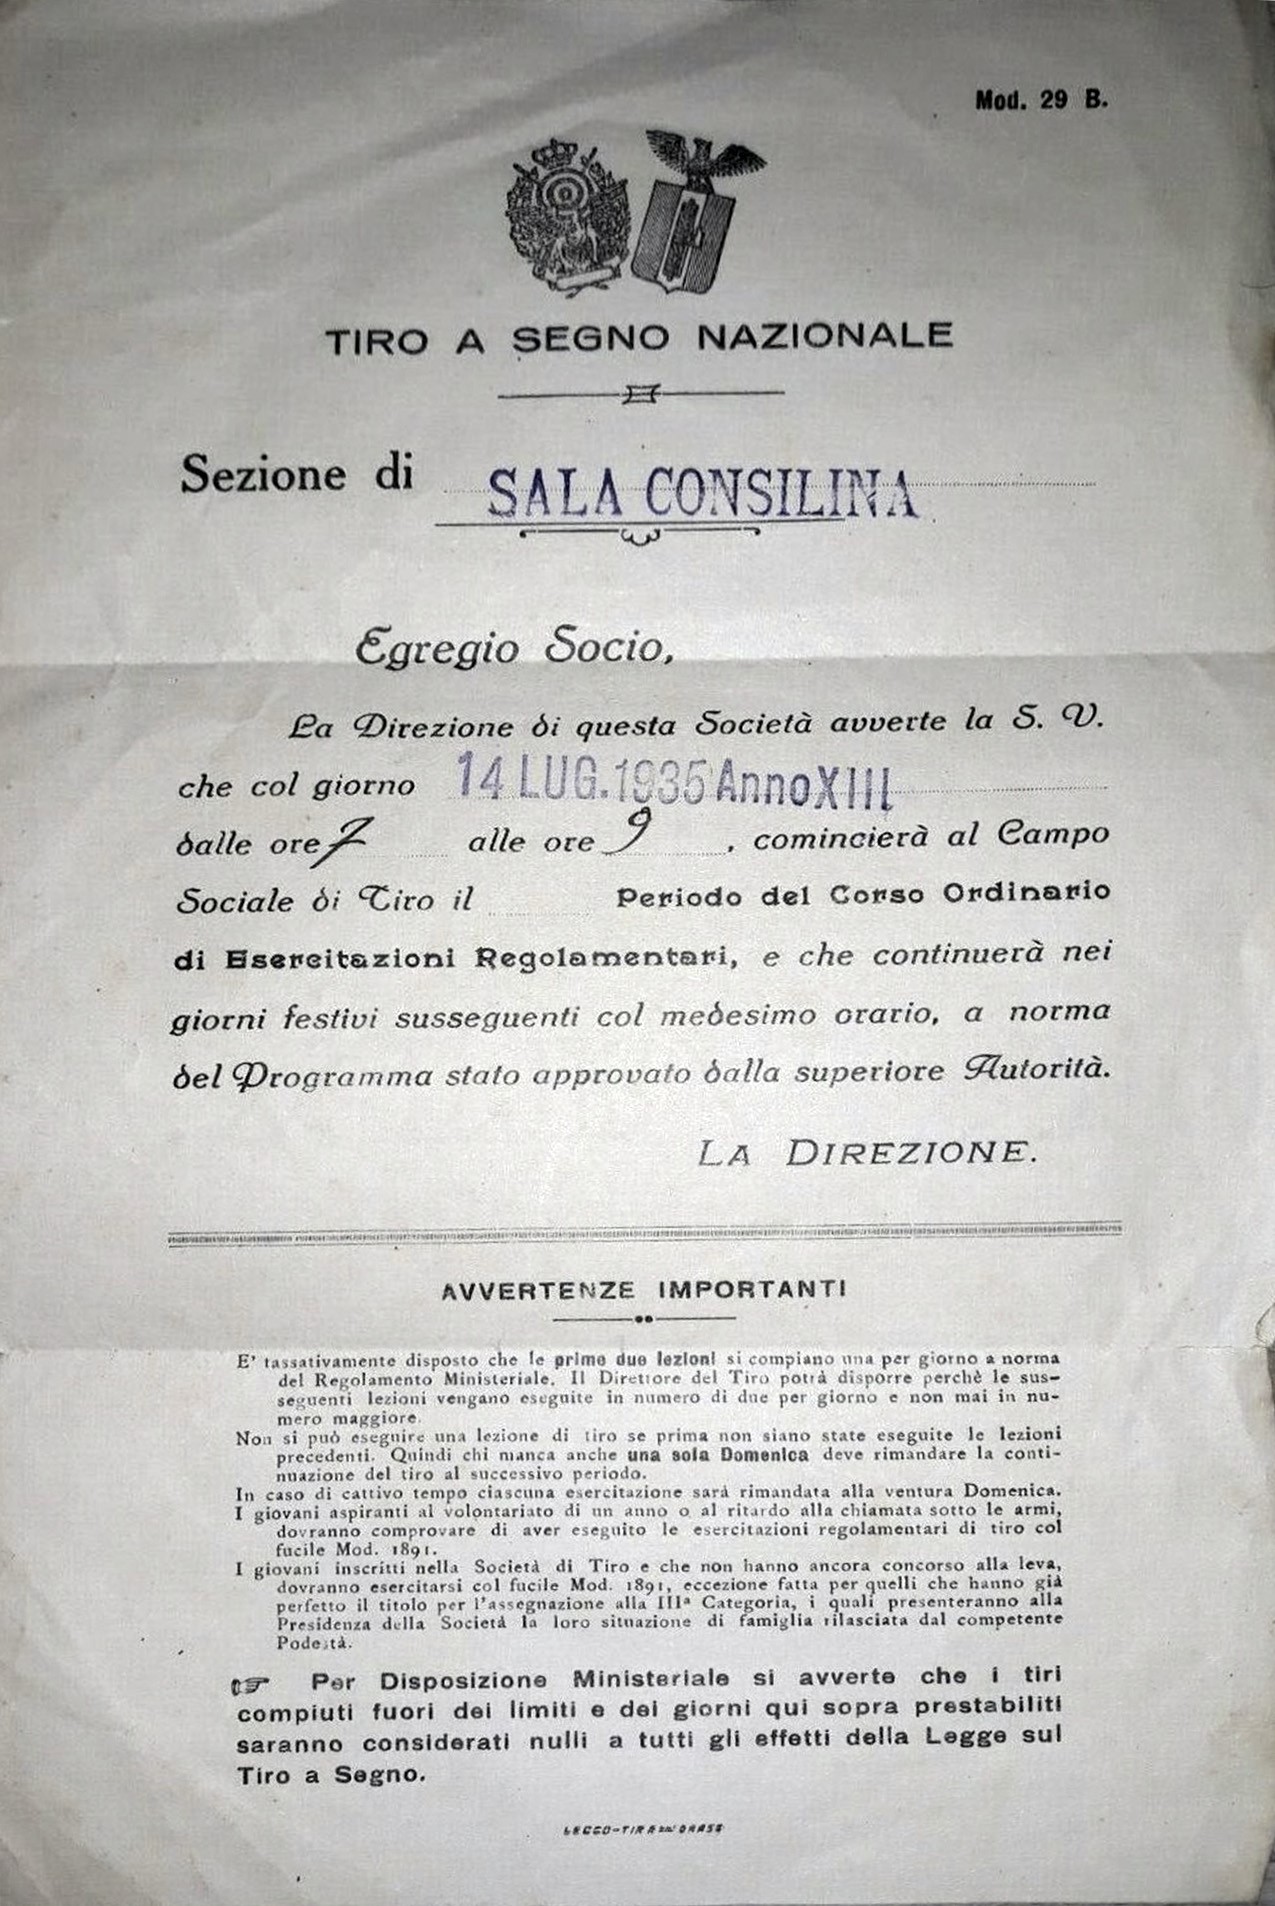 Mod. 29 B.
TIRO A SEGNO NAZIONALE
Sezione di SALA CONSILINA
Egregio Socio,
La Direzione di questa Società avverte la S. V.
che col giorno 14 LUG. 1935 Anno XIII
dalle ore 7 alle ore 9, comincierà al Campo
Sociale di Tiro il Periodo del Corso Ordinario
di Esercitazioni Regolamentari, e che continuerà nei
giorni festivi susseguenti col medesimo orario, a norma
del Programma stato approvato dalla superiore Autorità.
LA DIREZIONE.
AVVERTENZE IMPORTANTI
E' tassativamente disposto che le prime due lezioni si compiano una per giorno a norma
del Regolamento Ministeriale. Il Direttore del Tiro potrà disporre perchè le sus-
seguenti lezioni vengano eseguite in numero di due per giorno e non mai in nu-
mero maggiore.
Non si può eseguire una lezione di tiro se prima non siano state eseguite le lezioni
precedenti. Quindi chi manca anche una sola Domenica deve rimandare la conti-
nuazione del tiro al successivo periodo.
In caso di cattivo tempo ciascuna esercitazione sarà rimandata alla ventura Domenica.
I giovani aspiranti al volontariato di un anno o al ritardo alla chiamata sotto le armi,
dovranno comprovare di aver eseguito le esercitazioni regolamentari di tiro col
fucile Mod. 1891.
I giovani inscritti nella Società di Tiro e che non hanno ancora concorso alla leva,
dovranno esercitarsi col fucile Mod. 1891, eccezione fatta per quelli che hanno già
perfetto il titolo per l'assegnazione alla IIIª Categoria, i quali presenteranno alla
Presidenza della Società la loro situazione di famiglia rilasciata dal competente
Podestà.
☞ Per Disposizione Ministeriale si avverte che i tiri
compiuti fuori dei limiti e dei giorni qui sopra prestabiliti
saranno considerati nulli a tutti gli effetti della Legge sul
Tiro a Segno.
LECCO-TIP.